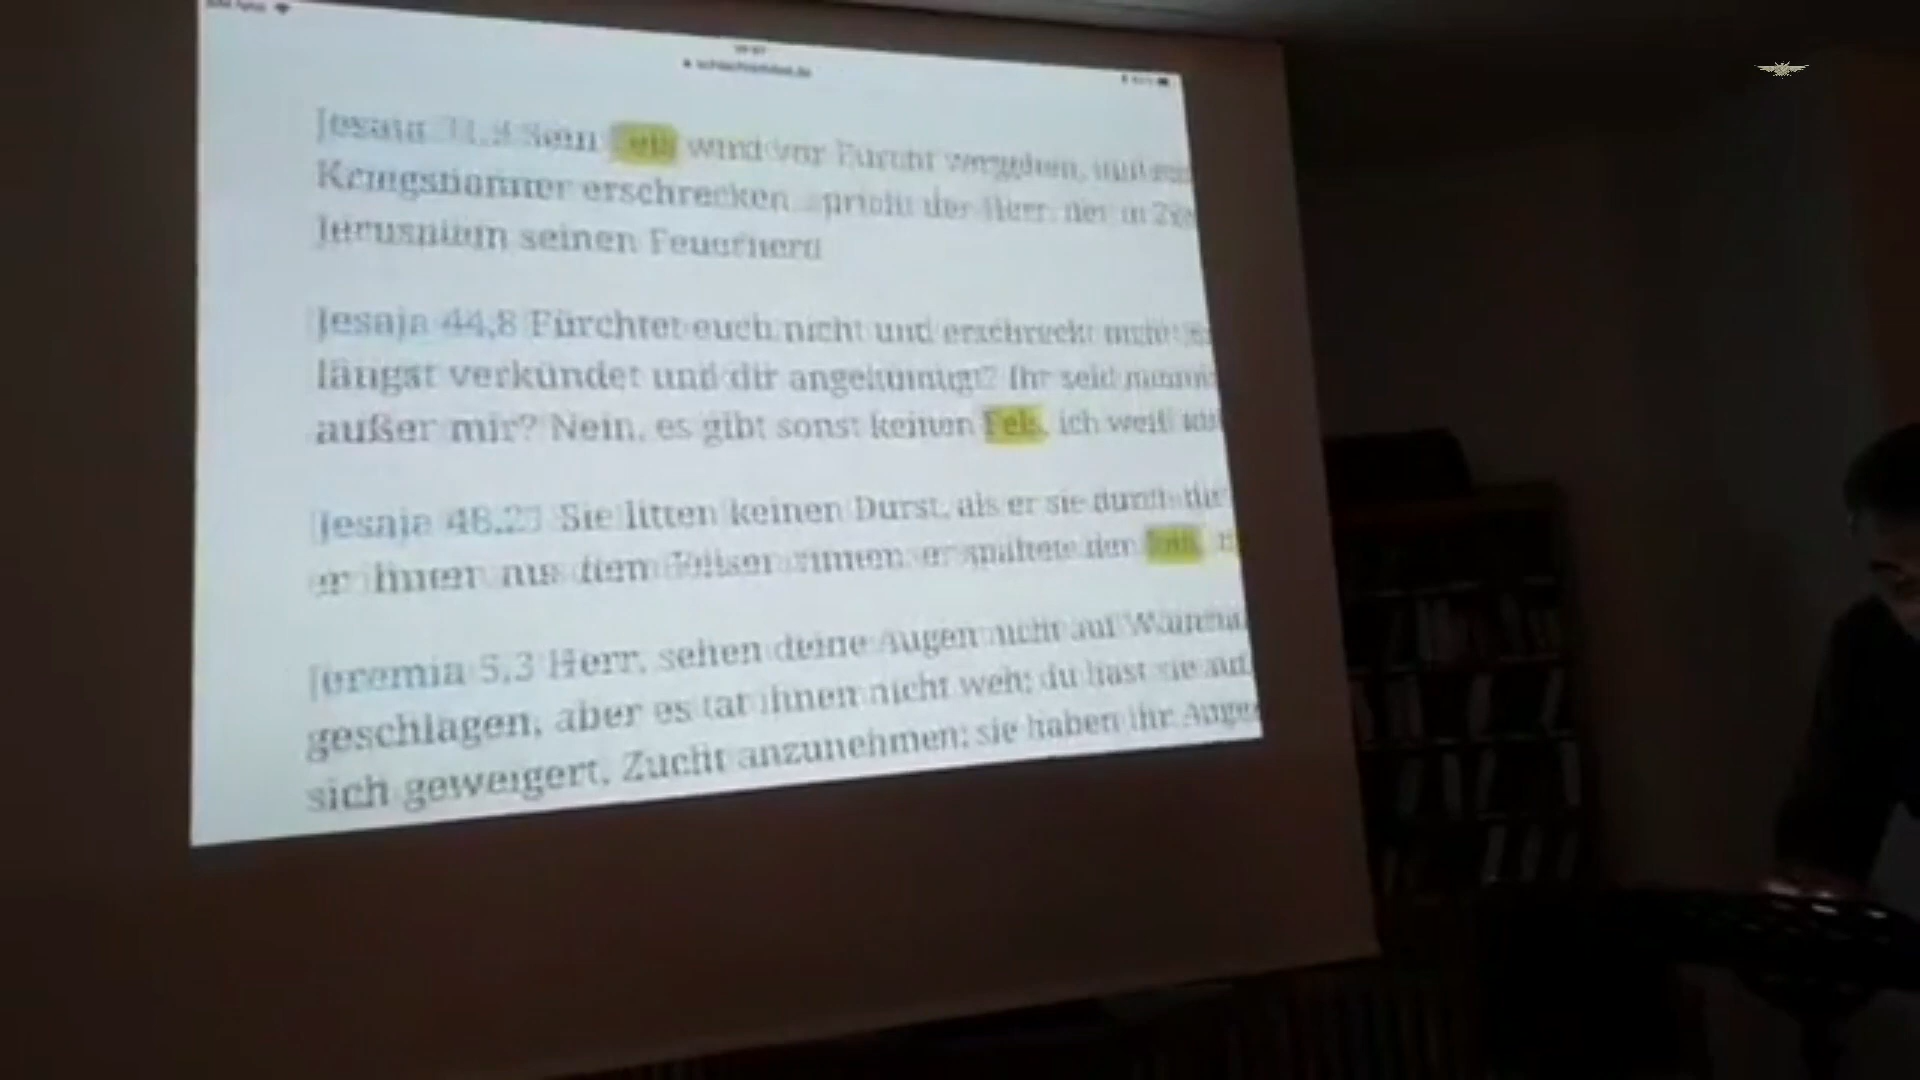 Jesaja 31,9 Sein Fels wird vor Furcht vergehen, und
Kriegsbanner erschrecken, spricht der Herr, der in
Jerusalem seinen Feuerherd
Jesaja 44,8 Fürchtet euch nicht und erschreckt nicht!
längst verkündet und dir angekündigt? Ihr seid meine
außer mir? Nein, es gibt sonst keinen Fels, ich weiß
Jesaja 48,21 Sie litten keinen Durst, als er sie durch die
er ihnen aus dem Felsen rinnen; er spaltete den Fels,
Jeremia 5,3 Herr, sehen deine Augen nicht auf
geschlagen, aber es tat ihnen nicht weh; du hast sie
sich geweigert, Zucht anzunehmen; sie haben ihr